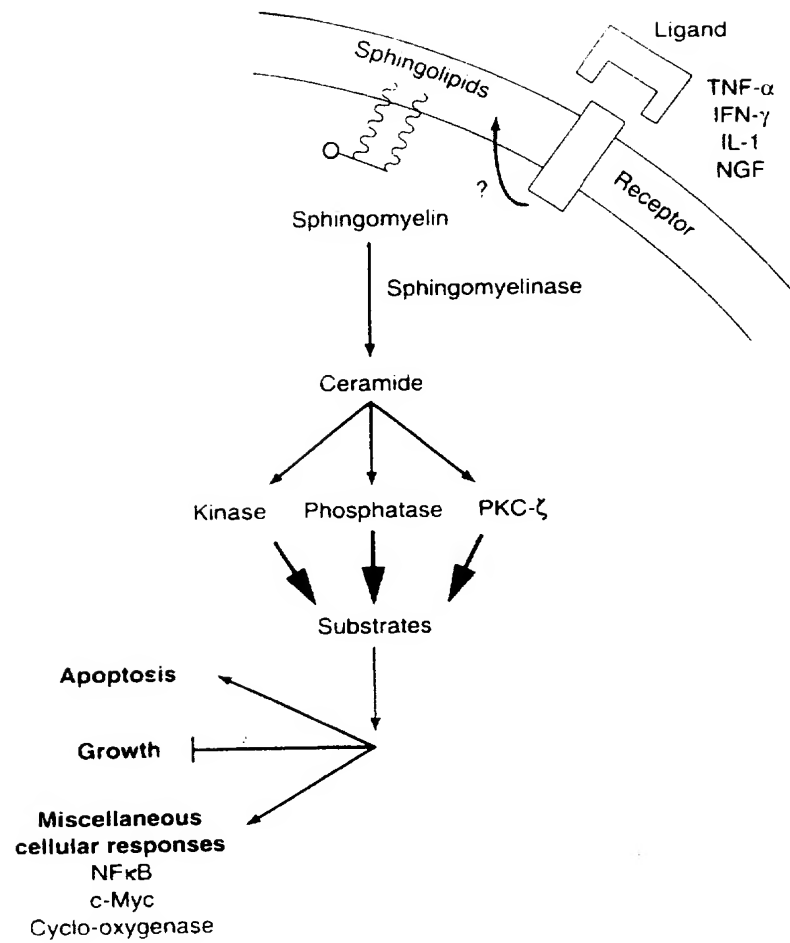 Ligand
Sphingolipids
TNF-α
IFN-γ
IL-1
NGF
?
Receptor
Sphingomyelin
Sphingomyelinase
Ceramide
Kinase Phosphatase PKC-ζ
Substrates
Apoptosis
Growth
Miscellaneous
cellular responses
NFκB
c-Myc
Cyclo-oxygenase